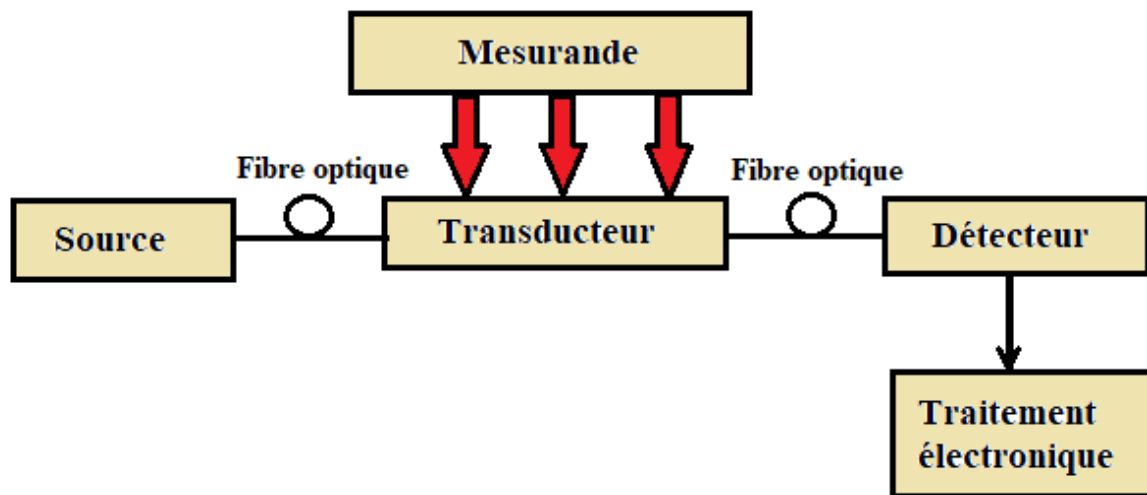 Mesurande
Fibre optique
Fibre optique
Source
Transducteur
Détecteur
Traitement
électronique